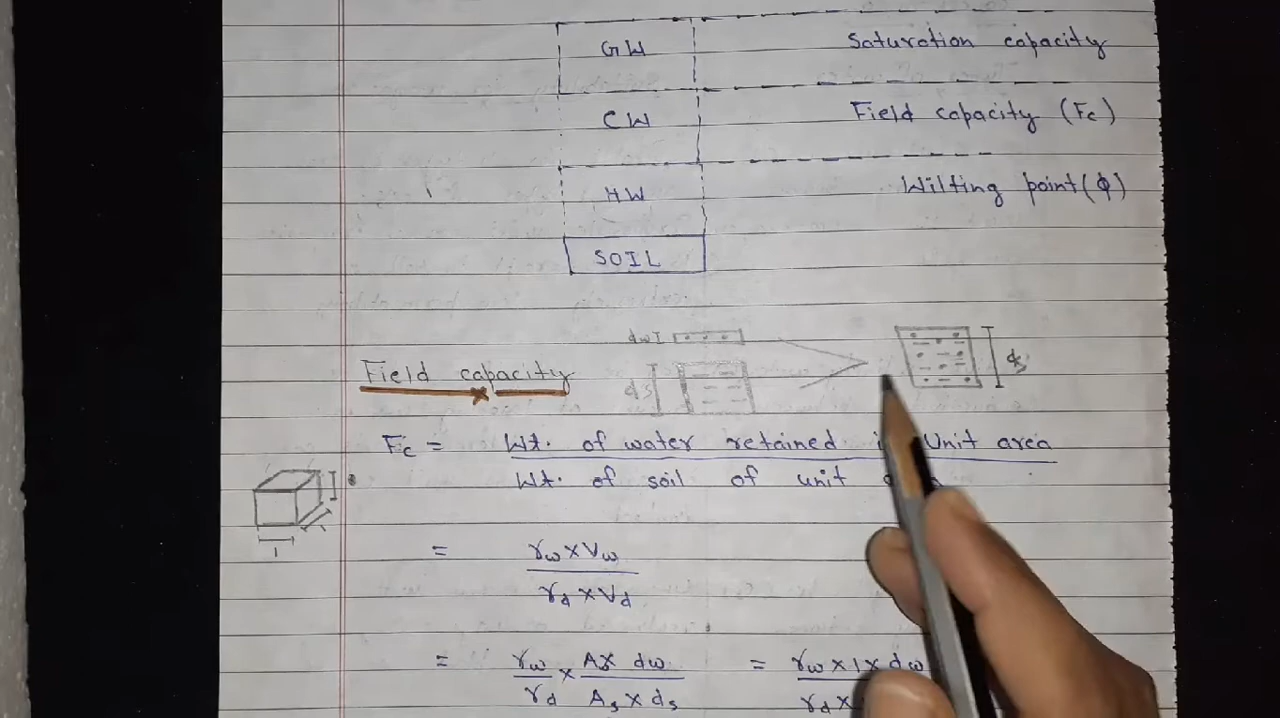 GW Saturation capacity
CW Field capacity (Fc)
HW Wilting point (ϕ)
SOIL
dw
Field capacity ds ds
Fc = Wt. of water retained Unit area
Wt. of soil of unit
1
= γw × Vw
γd × Vd
= γw × A × dw = γw × 1 × dw
γd As × ds γd ×